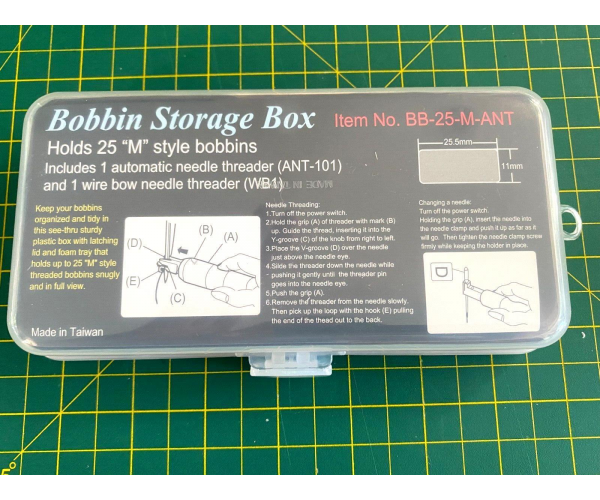 Bobbin Storage Box
Item No. BB-25-M-ANT
Holds 25 "M" style bobbins
Includes 1 automatic needle threader (ANT-101)
and 1 wire bow needle threader (WB1)
MADE IN TAIWAN
25.5mm
11mm
Keep your bobbins
organized and tidy in
this see-thru sturdy
plastic box with latching
lid and foam tray that
holds up to 25 "M" style
threaded bobbins snugly
and in full view.
Made in Taiwan
(A)
(B)
(C)
(D)
(E)
Needle Threading:
1.Turn off the power switch.
2.Hold the grip (A) of threader with mark (B)
up. Guide the thread, inserting it into the
Y-groove (C) of the knob from right to left.
3.Place the V-groove (D) over the needle
just above the needle eye.
4.Slide the threader down the needle while
pushing it gently until the threader pin
goes into the needle eye.
5.Push the grip (A).
6.Remove the threader from the needle slowly.
Then pick up the loop with the hook (E) pulling
the end of the thead out to the back.
Changing a needle:
Turn off the power switch.
Holding the grip (A), insert the needle into
the needle clamp and push it up as far as it
will go. Then tighten the needle clamp screw
firmly while keeping the holder in place.